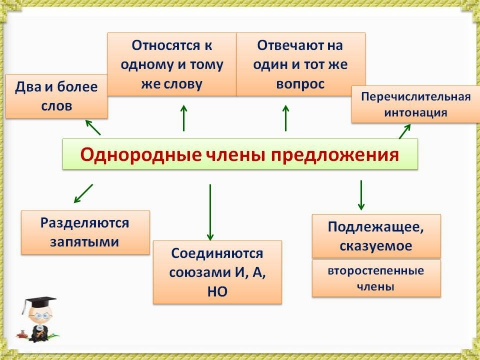 Относятся к
одному и тому
же слову
Отвечают на
один и тот же
вопрос
Два и более
слов
Перечислительная
интонация
Однородные члены предложения
Разделяются
запятыми
Соединяются
союзами И, А,
НО
Подлежащее,
сказуемое
второстепенные
члены